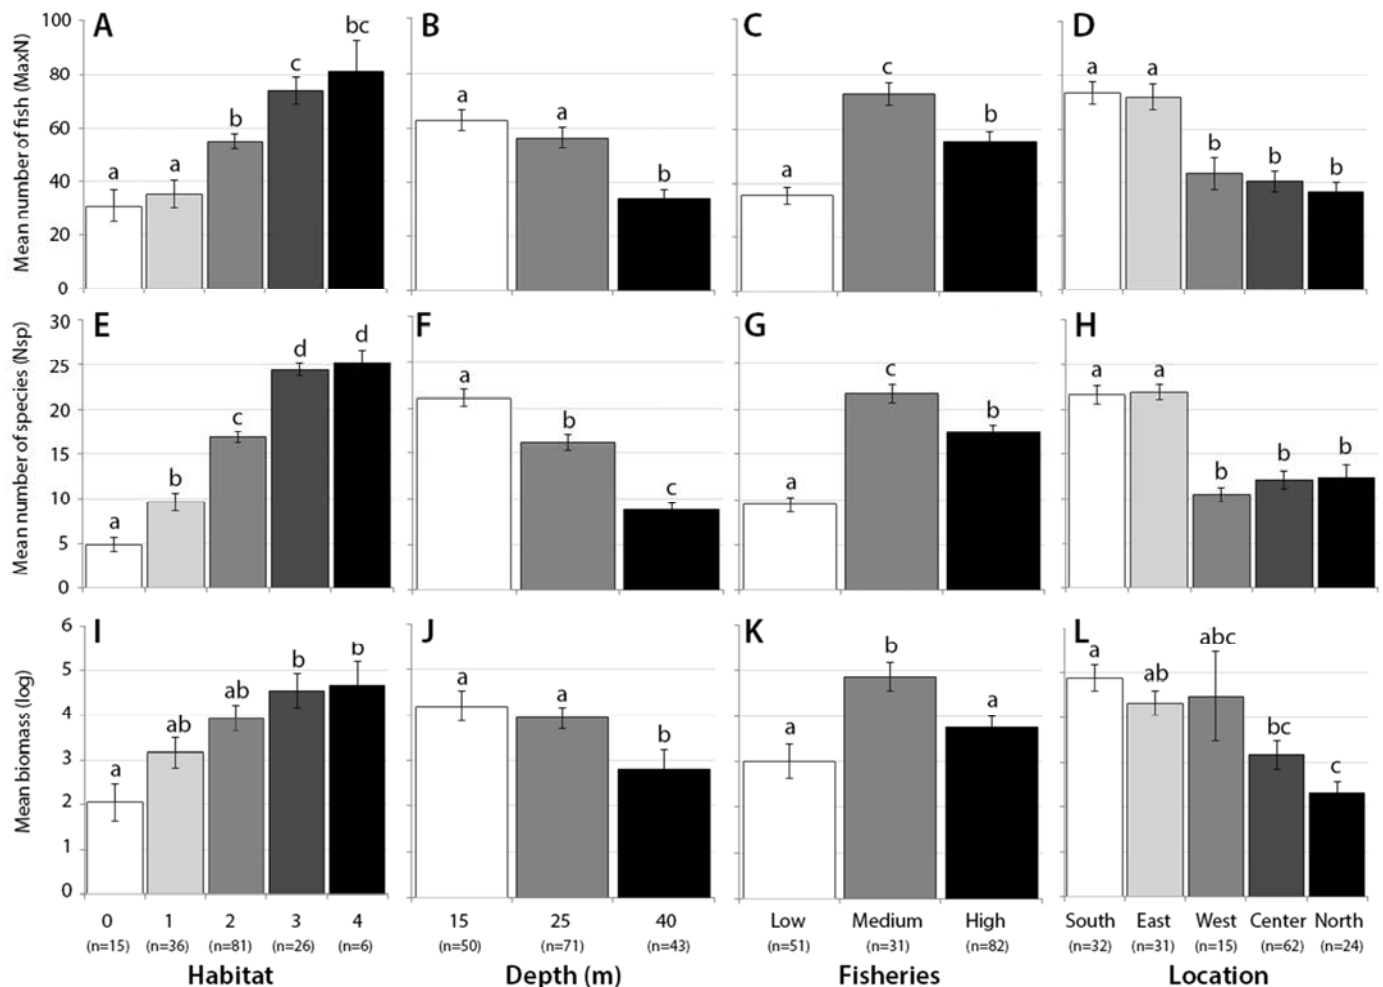 A
B
C
D
Mean number of fish (MaxN)
100
80
60
40
20
0
a
a
b
c
bc
a
a
b
a
c
b
a
a
b
b
b
E
F
G
H
Mean number of species (Nsp)
30
25
20
15
10
5
0
a
b
c
d
d
a
b
c
a
c
b
a
a
b
b
b
I
J
K
L
Mean biomass (log)
6
5
4
3
2
1
0
a
ab
ab
b
b
a
a
b
a
b
a
a
ab
abc
bc
c
0 1 2 3 4 15 25 40 Low Medium High South East West Center North
(n=15) (n=36) (n=81) (n=26) (n=6) (n=50) (n=71) (n=43) (n=51) (n=31) (n=82) (n=32) (n=31) (n=15) (n=62) (n=24)
Habitat Depth (m) Fisheries Location